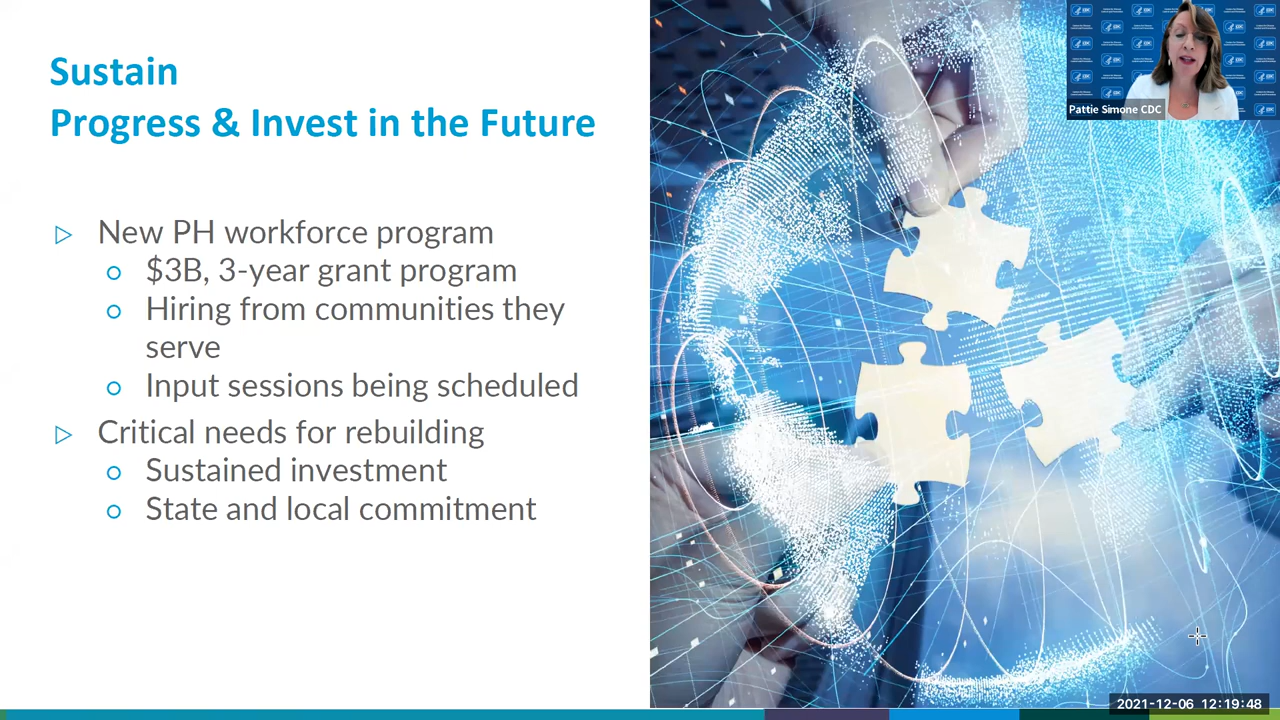 Sustain
Progress & Invest in the Future
▷ New PH workforce program
○ $3B, 3-year grant program
○ Hiring from communities they
serve
○ Input sessions being scheduled
▷ Critical needs for rebuilding
○ Sustained investment
○ State and local commitment
CDC
Pattie Simone CDC
2021-12-06 12:19:48